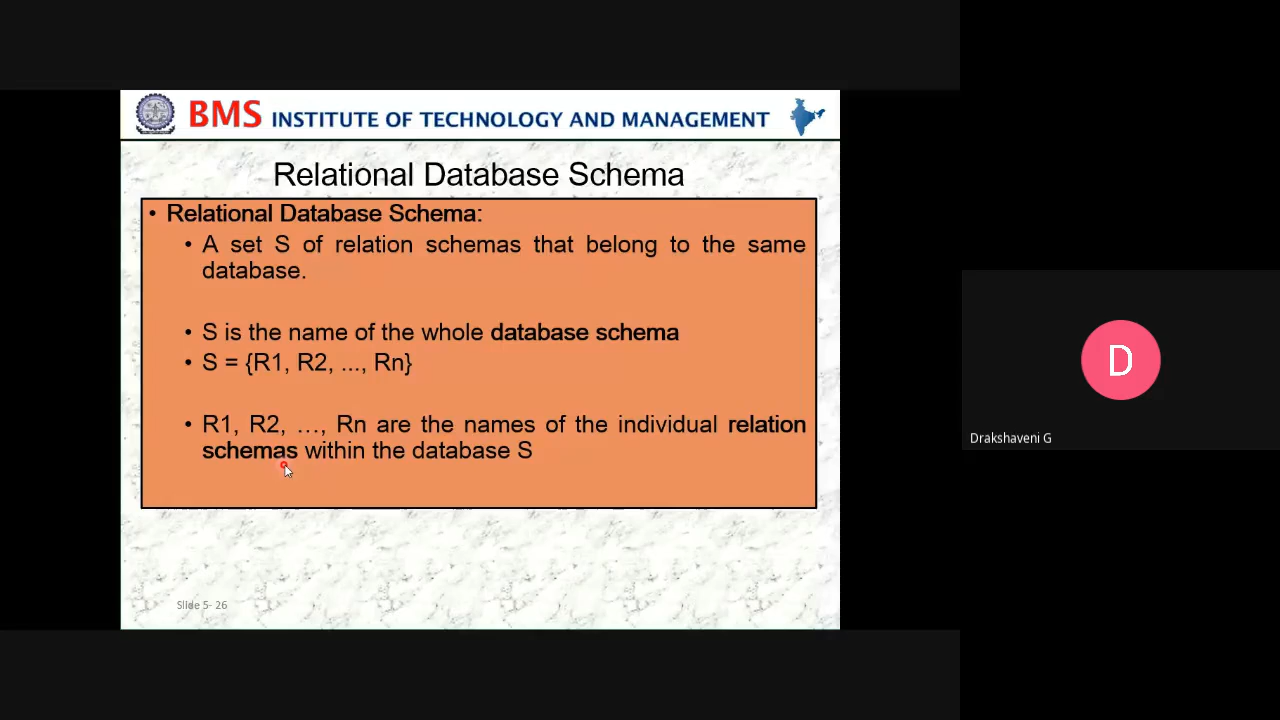 BMS INSTITUTE OF TECHNOLOGY AND MANAGEMENT
Relational Database Schema
• Relational Database Schema:
• A set S of relation schemas that belong to the same
database.
• S is the name of the whole database schema
• S = {R1, R2, ..., Rn}
• R1, R2, …, Rn are the names of the individual relation
schemas within the database S
Slide 5- 26
D
Drakshaveni G